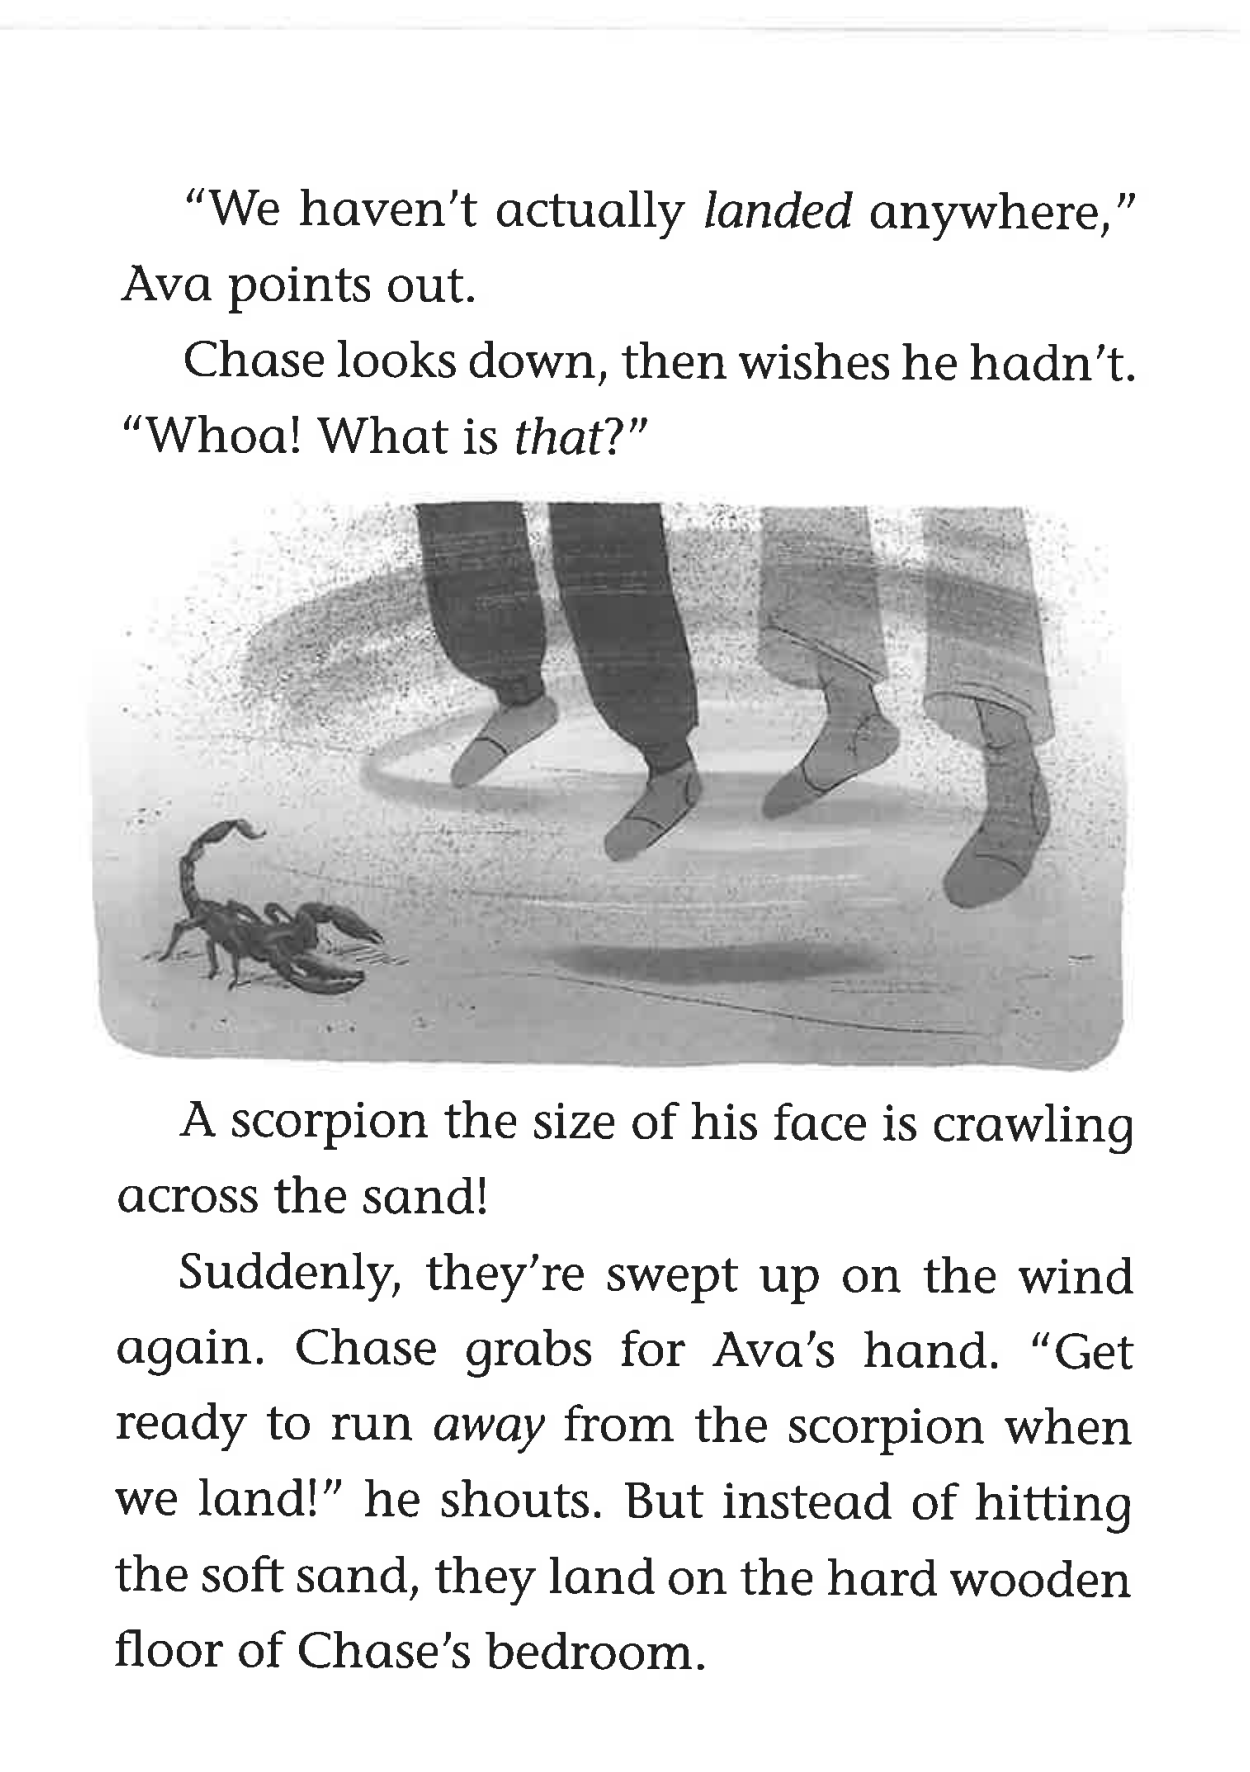 “We haven’t actually landed anywhere,”
Ava points out.
Chase looks down, then wishes he hadn’t.
“Whoa! What is that?”
A scorpion the size of his face is crawling
across the sand!
Suddenly, they’re swept up on the wind
again. Chase grabs for Ava’s hand. “Get
ready to run away from the scorpion when
we land!” he shouts. But instead of hitting
the soft sand, they land on the hard wooden
floor of Chase’s bedroom.